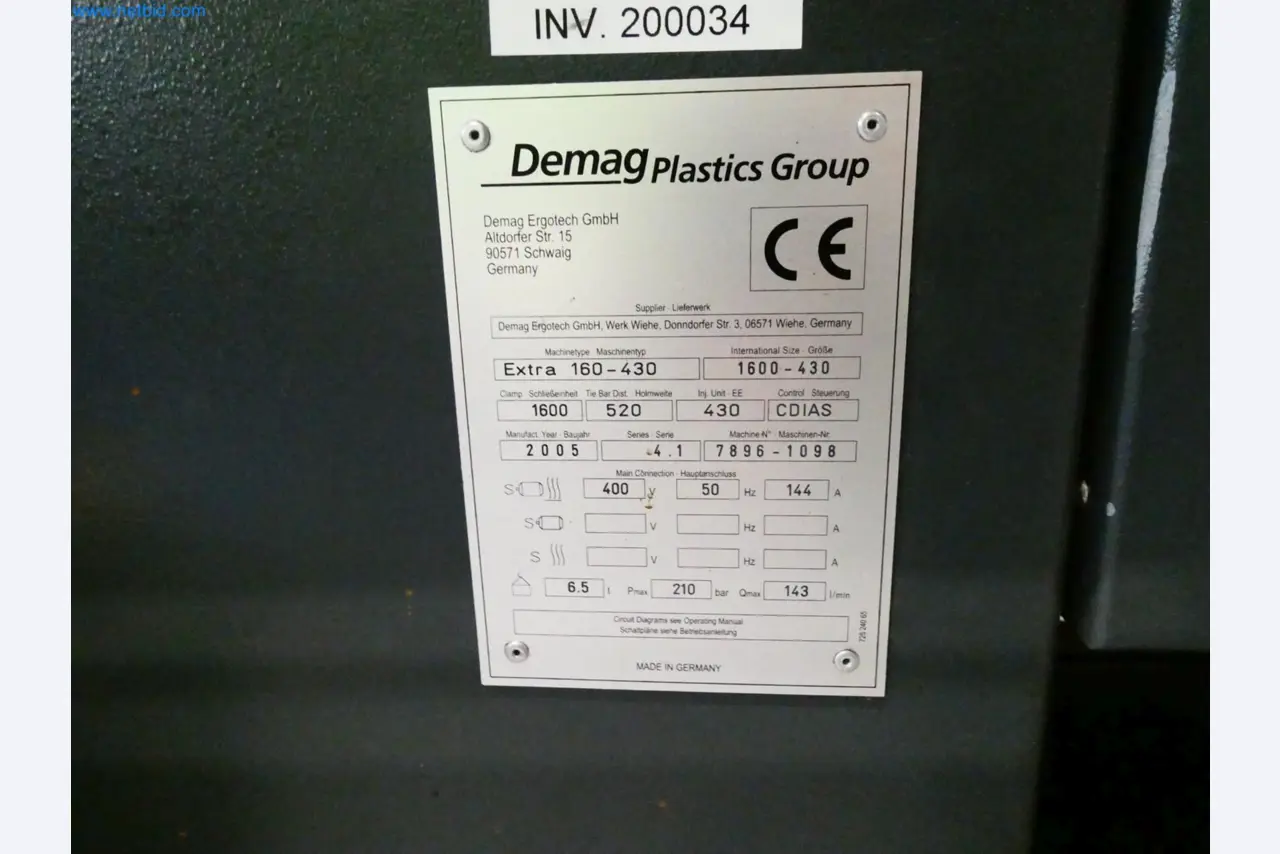 www.netbid.com
INV. 200034
Demag Plastics Group
Demag Ergotech GmbH
Altdorfer Str. 15
90571 Schwaig
Germany
CE
Supplier - Lieferwerk
Demag Ergotech GmbH, Werk Wiehe, Donndorfer Str. 3, 06571 Wiehe, Germany
Machinetype Maschinentyp International Size - Größe
Extra 160-430 1600-430
Clamp Schließeinheit Tie Bar Dist. Holmweite Inj. Unit - EE Control Steuerung
1600 520 430 CDIAS
Manufact. Year - Baujahr Series - Serie Machine-N° - Maschinen-Nr.
2005 4.1 7896-1098
Main Connection - Hauptanschluss
S 400 V 50 Hz 144 A
S V Hz A
S V Hz A
6.5 t Pmax 210 bar Qmax 143 l/min
Circuit Diagrams see Operating Manual
Schaltpläne siehe Betriebsanleitung
726 240 65
MADE IN GERMANY